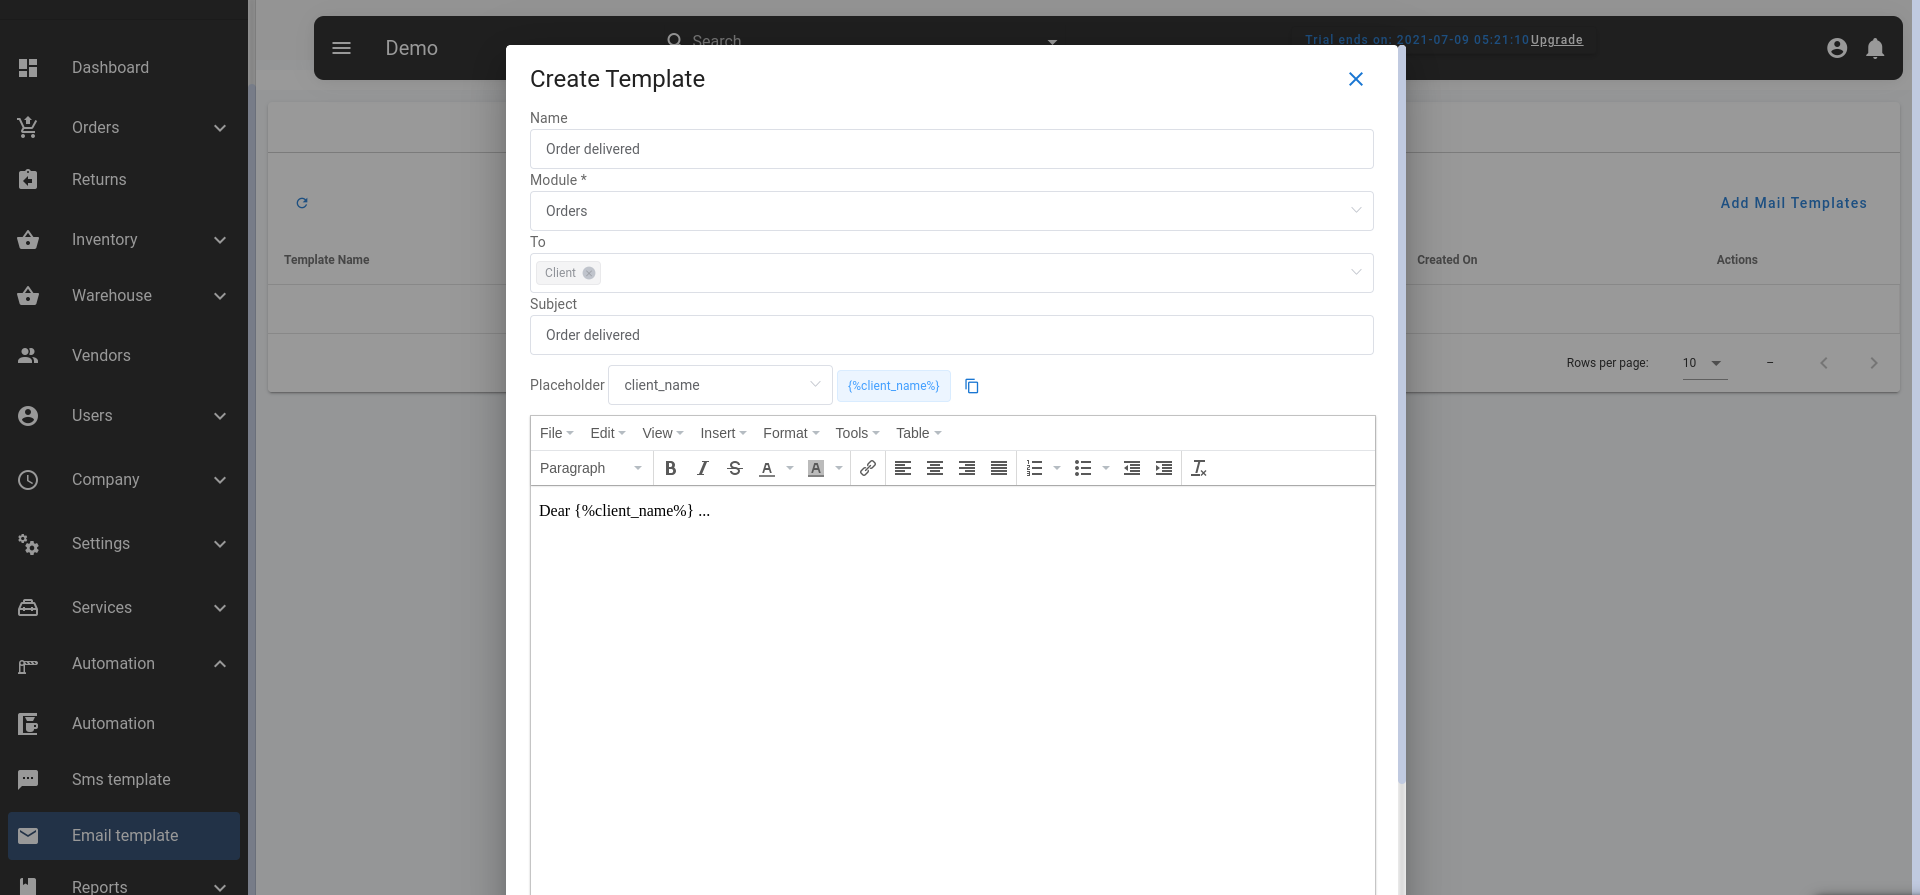 Dashboard
Orders
Returns
Inventory
Warehouse
Vendors
Users
Company
Settings
Services
Automation
Automation
Sms template
Email template
Reports
Demo
Search
Trial ends on: 2021-07-09 05:21:10 Upgrade
Add Mail Templates
Template Name
Created On
Actions
Rows per page: 10 –
Create Template
Name
Order delivered
Module *
Orders
To
Client
Subject
Order delivered
Placeholder client_name {%client_name%}
File Edit View Insert Format Tools Table
Paragraph
Dear {%client_name%} ...